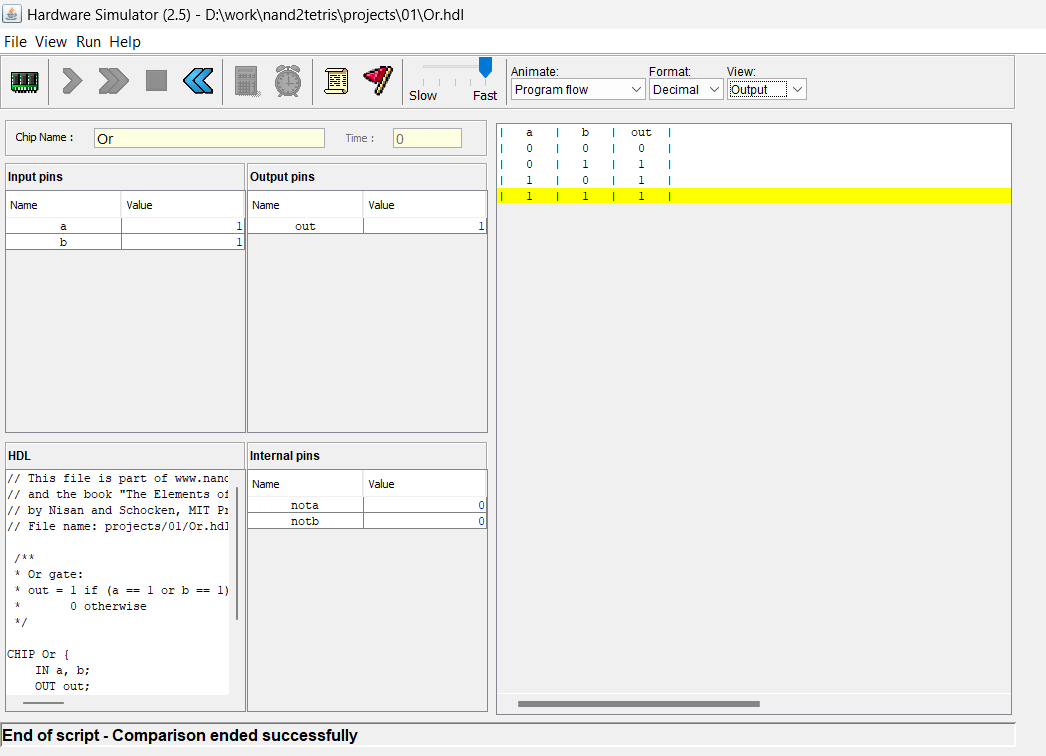 Hardware Simulator (2.5) - D:\work\nand2tetris\projects\01\Or.hdl
File View Run Help
Slow Fast
Animate: Format: View:
Program flow Decimal Output
Chip Name : Or Time : 0
Input pins Output pins
Name Value Name Value
a 1 out 1
b 1
| a | b | out |
| 0 | 0 | 0 |
| 0 | 1 | 1 |
| 1 | 0 | 1 |
| 1 | 1 | 1 |
HDL
// This file is part of www.nand
// and the book "The Elements of
// by Nisan and Schocken, MIT Pr
// File name: projects/01/Or.hdl
/**
* Or gate:
* out = 1 if (a == 1 or b == 1)
* 0 otherwise
*/
CHIP Or {
IN a, b;
OUT out;
Internal pins
Name Value
nota 0
notb 0
End of script - Comparison ended successfully